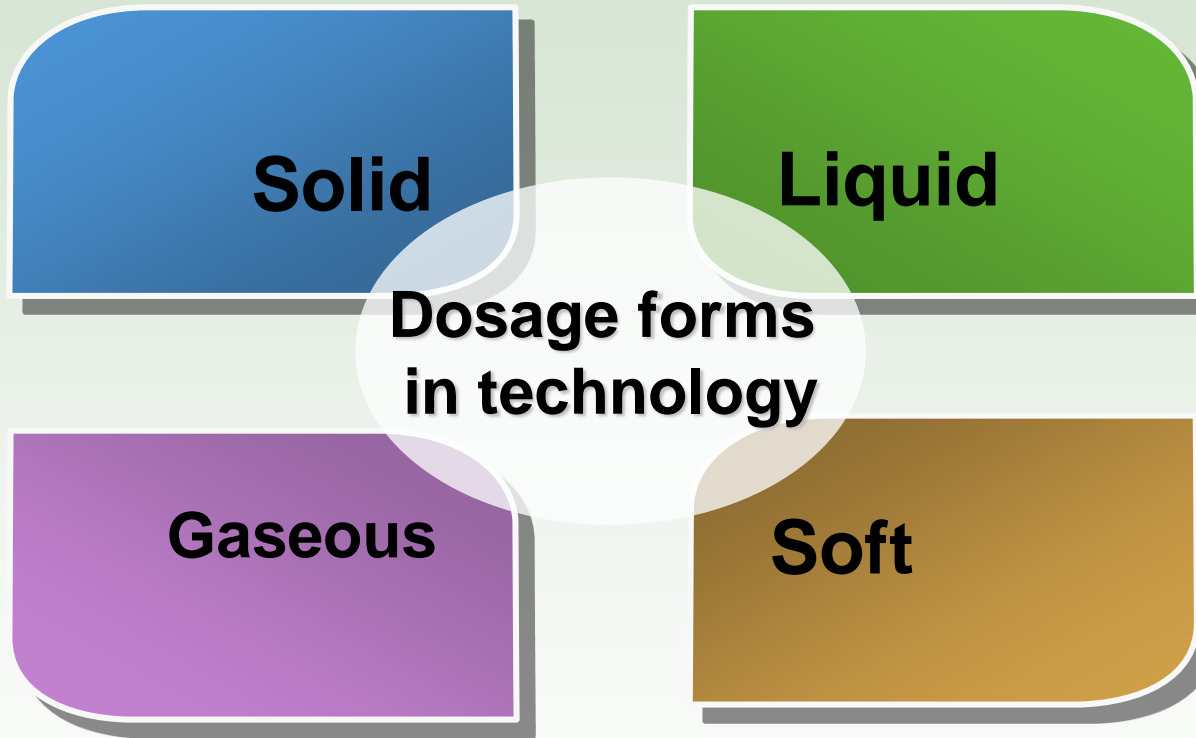 Solid
Liquid
Dosage forms
in technology
Gaseous
Soft